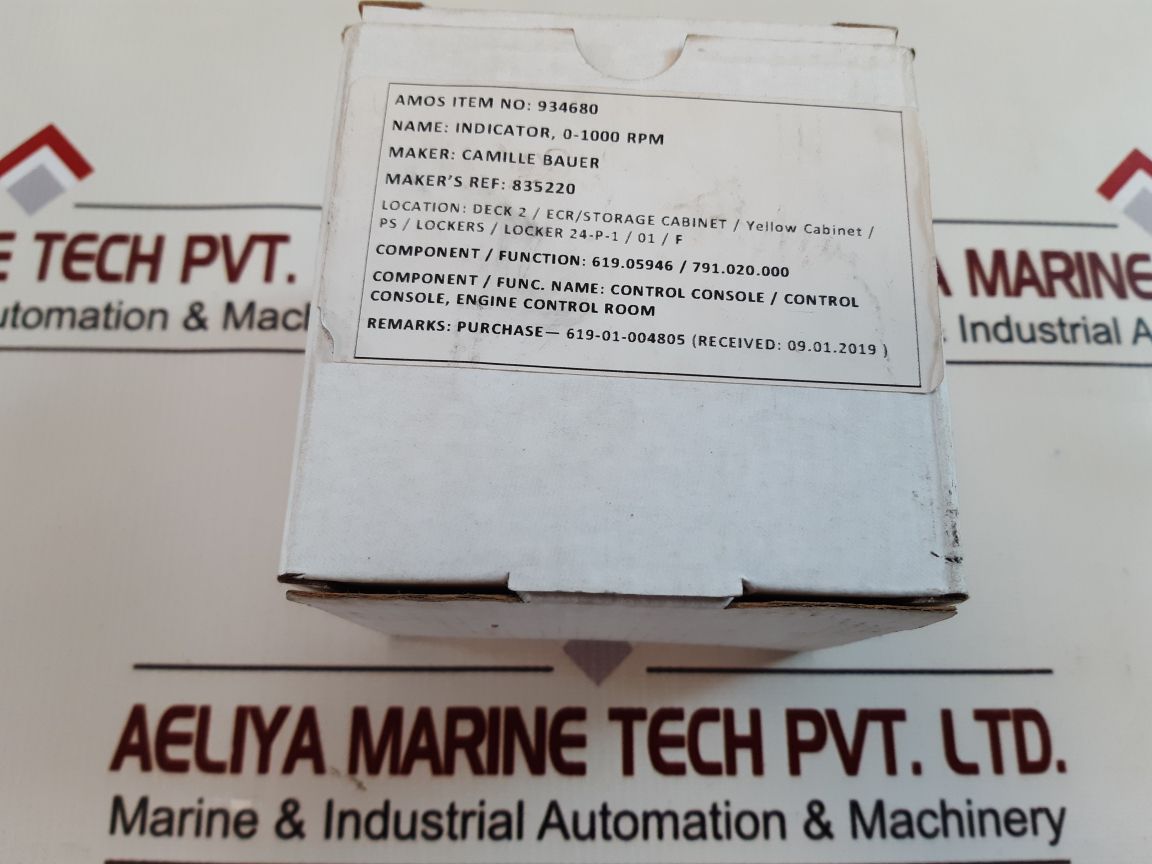 AMOS ITEM NO: 934680
NAME: INDICATOR, 0-1000 RPM
MAKER: CAMILLE BAUER
MAKER'S REF: 835220
LOCATION: DECK 2 / ECR/STORAGE CABINET / Yellow Cabinet /
PS / LOCKERS / LOCKER 24-P-1 / 01 / F
COMPONENT / FUNCTION: 619.05946 / 791.020.000
COMPONENT / FUNC. NAME: CONTROL CONSOLE / CONTROL
CONSOLE, ENGINE CONTROL ROOM
REMARKS: PURCHASE— 619-01-004805 (RECEIVED: 09.01.2019 )
E TECH PVT.
utomation & Mach
MARINE
Industrial A
AELIYA MARINE TECH PVT. LTD.
Marine & Industrial Automation & Machinery